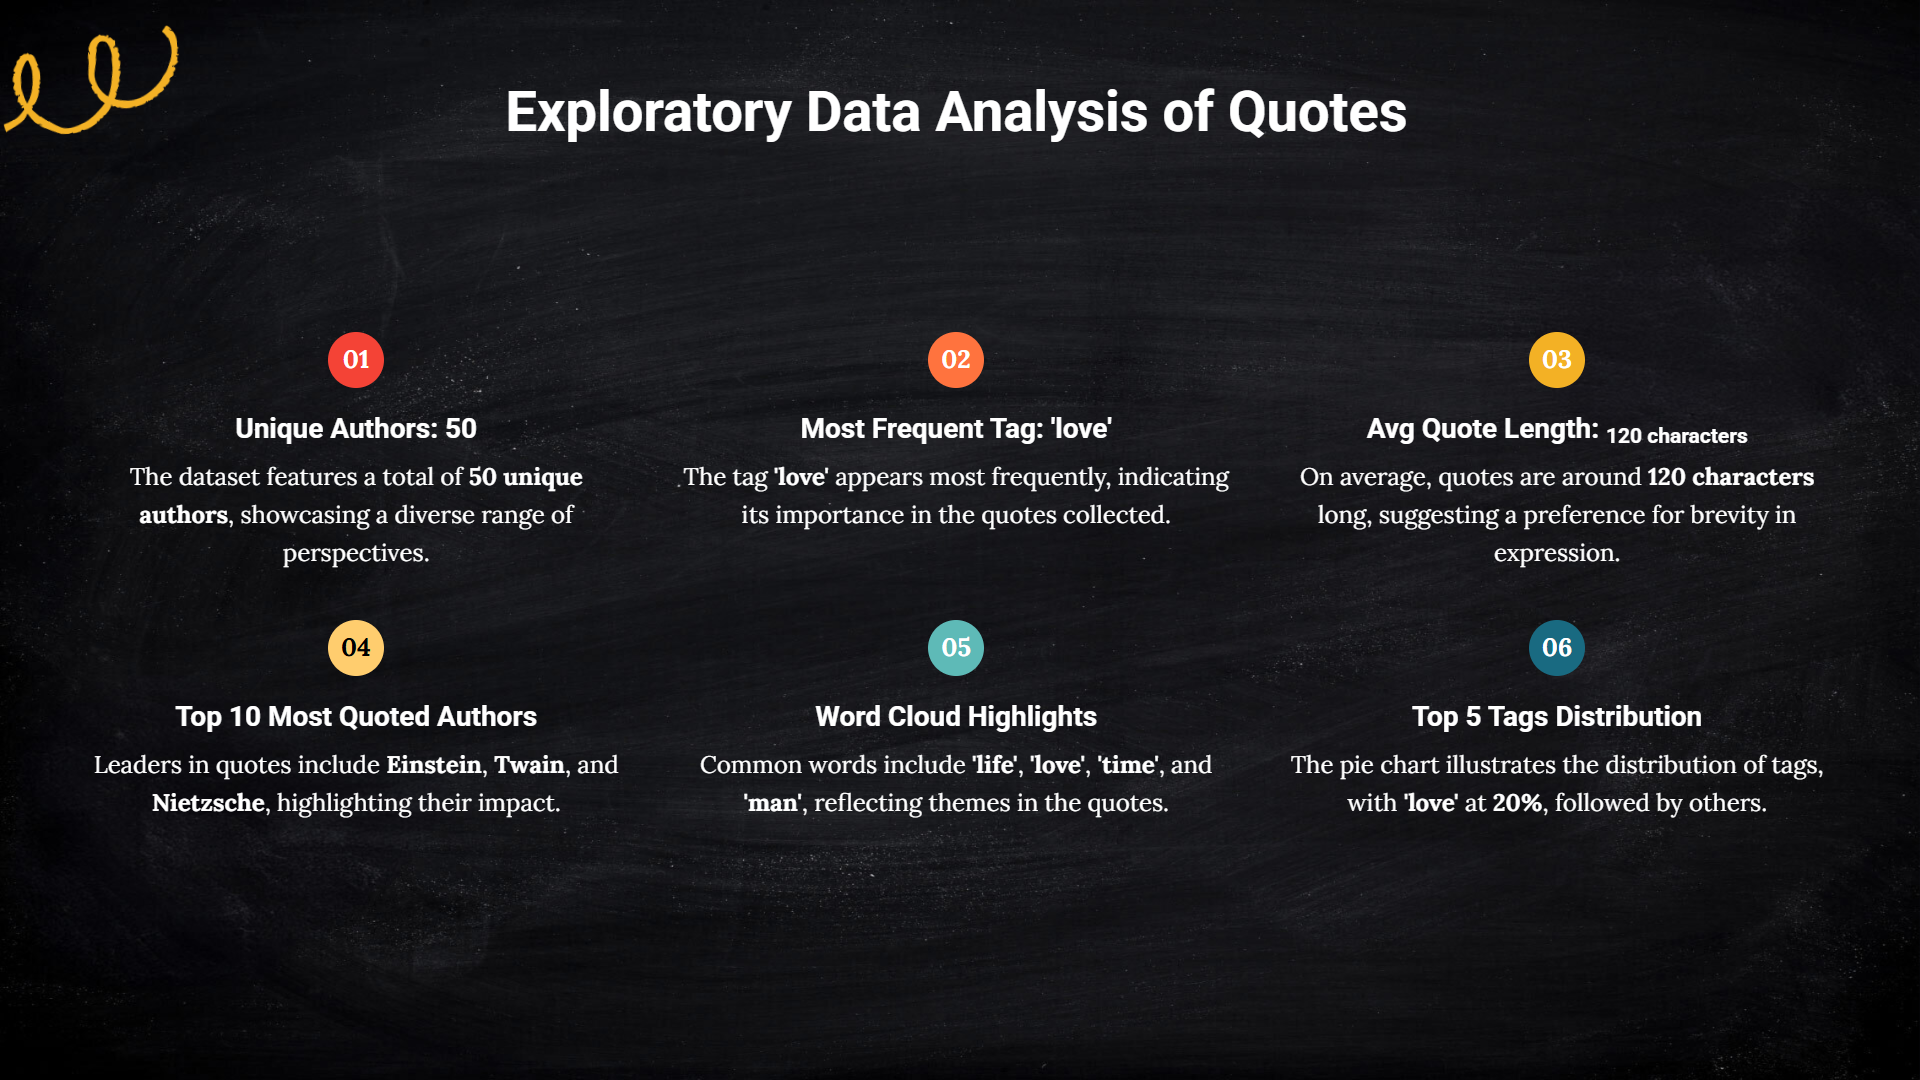 Exploratory Data Analysis of Quotes
01
Unique Authors: 50
The dataset features a total of 50 unique
authors, showcasing a diverse range of
perspectives.
02
Most Frequent Tag: 'love'
The tag 'love' appears most frequently, indicating
its importance in the quotes collected.
03
Avg Quote Length: 120 characters
On average, quotes are around 120 characters
long, suggesting a preference for brevity in
expression.
04
Top 10 Most Quoted Authors
Leaders in quotes include Einstein, Twain, and
Nietzsche, highlighting their impact.
05
Word Cloud Highlights
Common words include 'life', 'love', 'time', and
'man', reflecting themes in the quotes.
06
Top 5 Tags Distribution
The pie chart illustrates the distribution of tags,
with 'love' at 20%, followed by others.